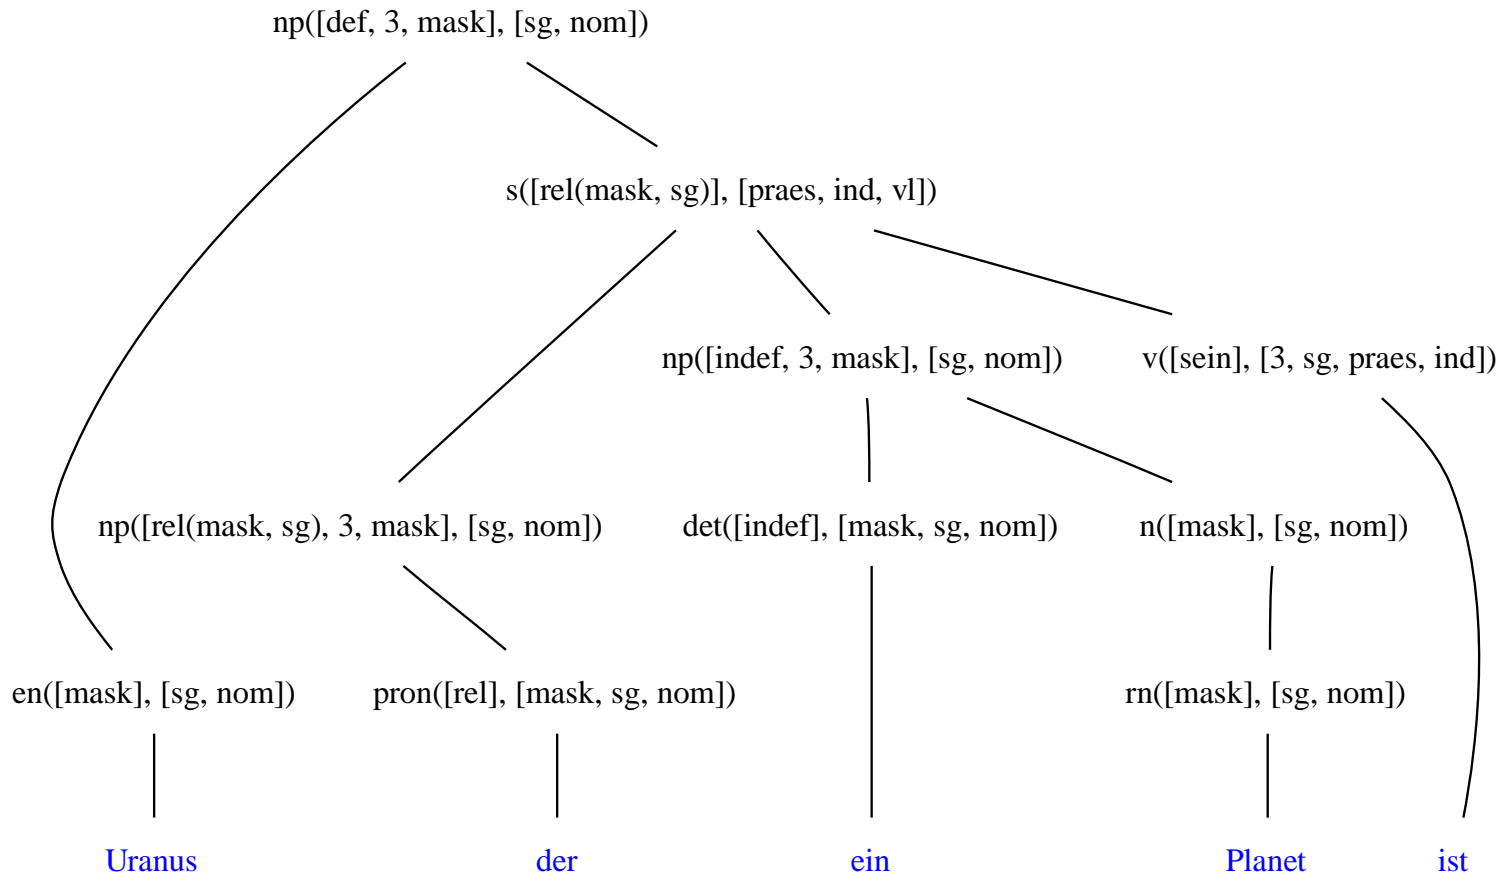 np([def, 3, mask], [sg, nom])
s([rel(mask, sg)], [praes, ind, vl])
np([indef, 3, mask], [sg, nom]) v([sein], [3, sg, praes, ind])
np([rel(mask, sg), 3, mask], [sg, nom]) det([indef], [mask, sg, nom]) n([mask], [sg, nom])
en([mask], [sg, nom]) pron([rel], [mask, sg, nom]) rn([mask], [sg, nom])
Uranus der ein Planet ist